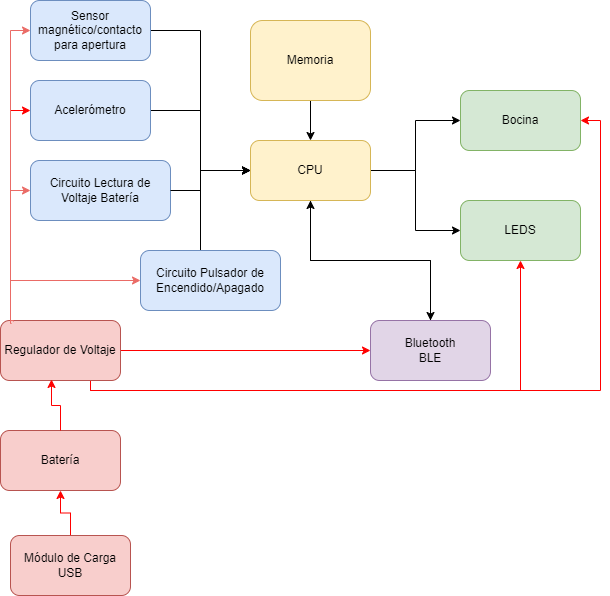 Sensor
magnético/contacto
para apertura
Memoria
Acelerómetro
Bocina
CPU
Circuito Lectura de
Voltaje Batería
LEDS
Circuito Pulsador de
Encendido/Apagado
Regulador de Voltaje
Bluetooth
BLE
Batería
Módulo de Carga
USB